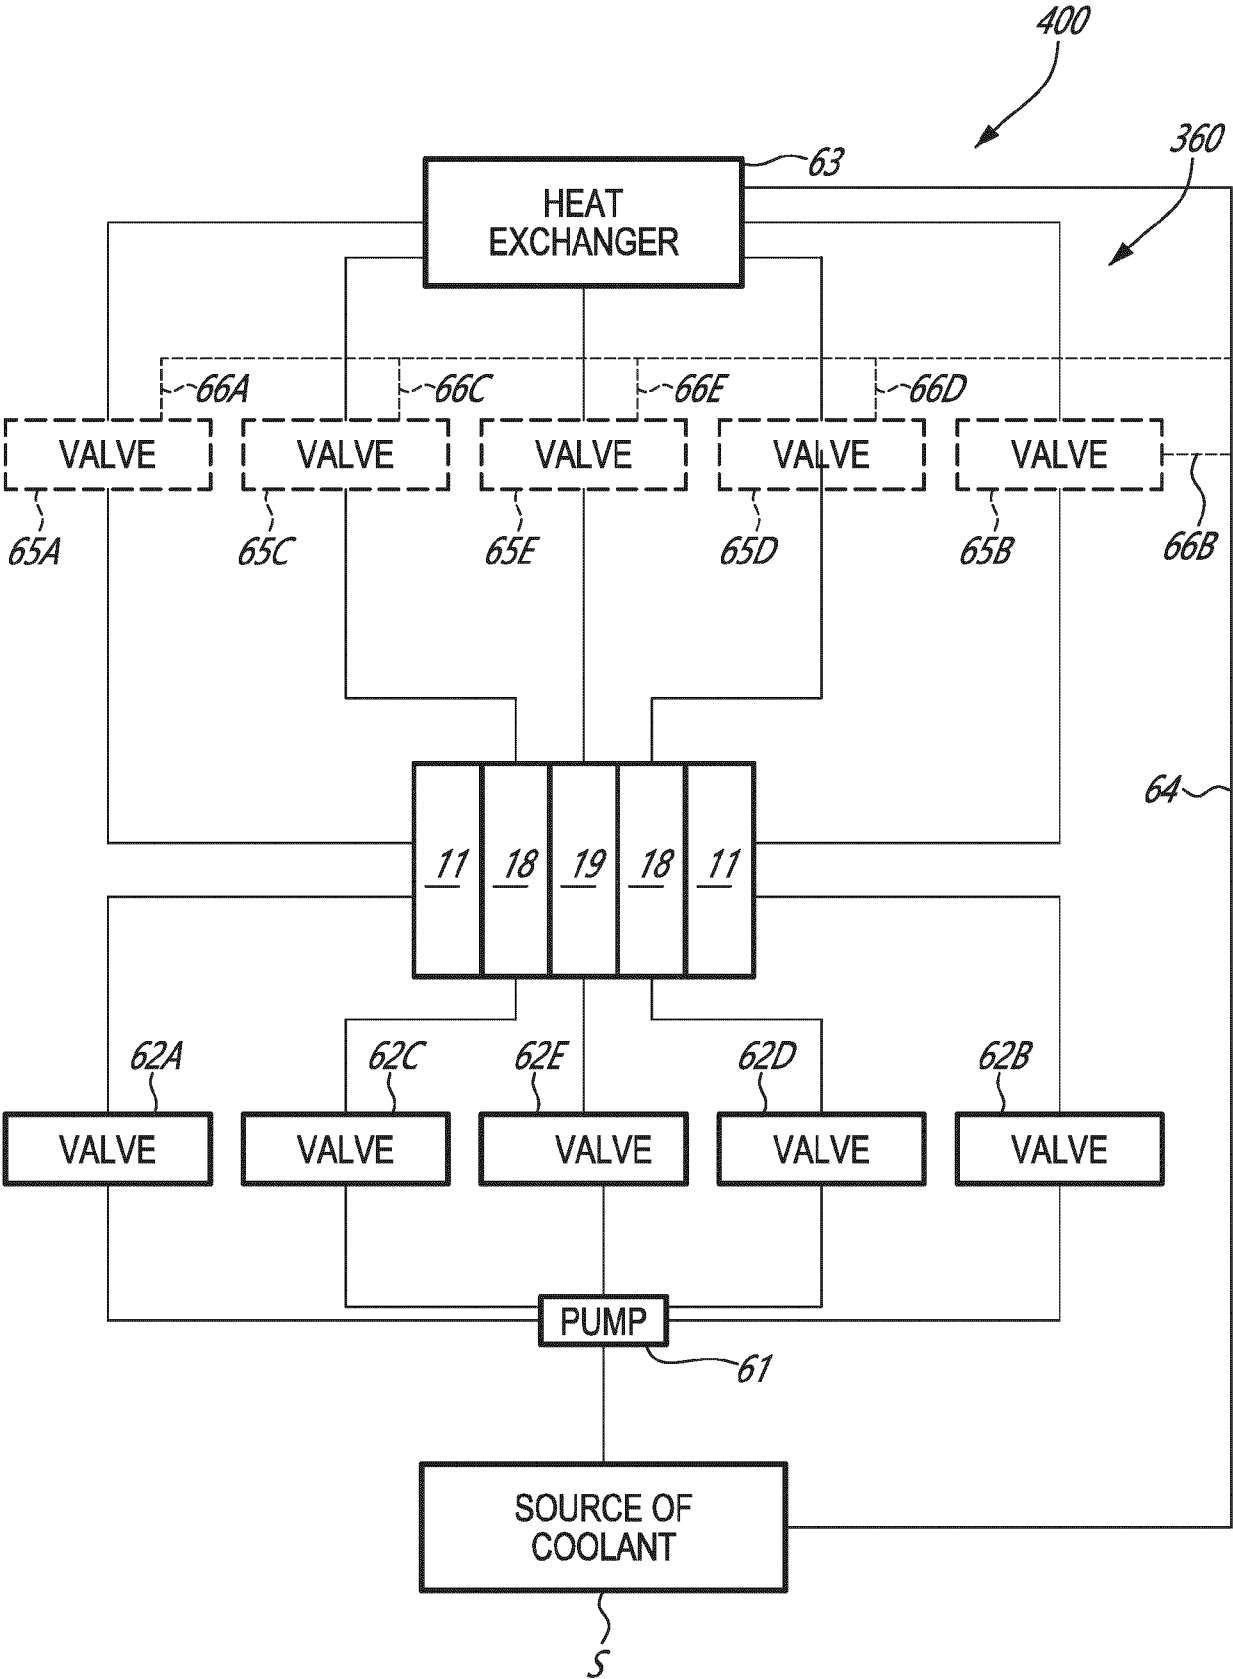 400
360
63
HEAT
EXCHANGER
66A 66C 66E 66D
VALVE VALVE VALVE VALVE VALVE
65A 65C 65E 65D 65B 66B
64
11 18 19 18 11
62A 62C 62E 62D 62B
VALVE VALVE VALVE VALVE VALVE
PUMP
61
SOURCE OF
COOLANT
S